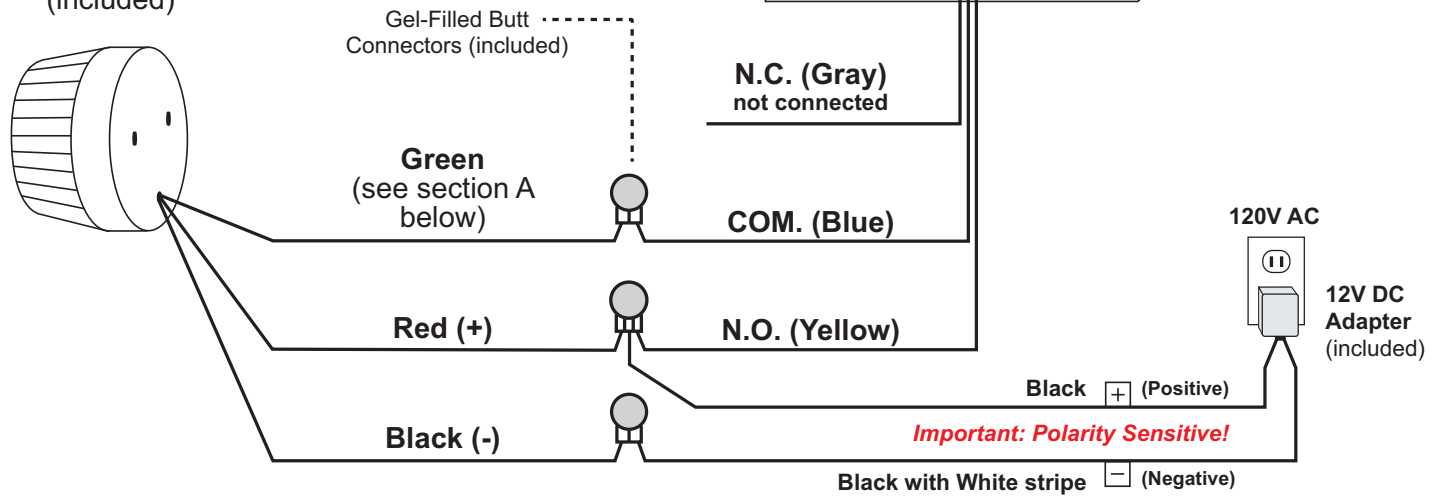 (included)
Gel-Filled Butt
Connectors (included)
N.C. (Gray)
not connected
Green
(see section A
below)
COM. (Blue)
120V AC
12V DC
Adapter
(included)
Red (+)
N.O. (Yellow)
Black + (Positive)
Important: Polarity Sensitive!
Black (-)
Black with White stripe − (Negative)